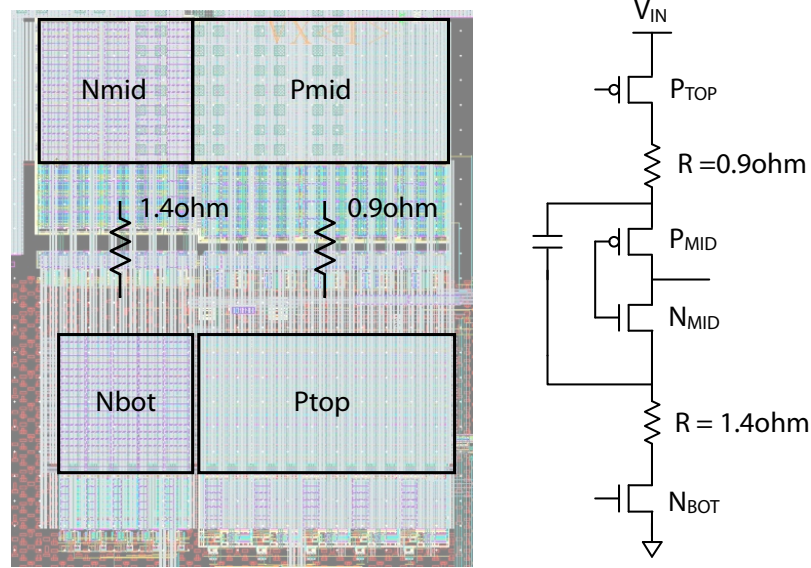 Nmid
Pmid
1.4ohm
0.9ohm
Nbot
Ptop
VIN
PTOP
R =0.9ohm
PMID
NMID
R = 1.4ohm
NBOT